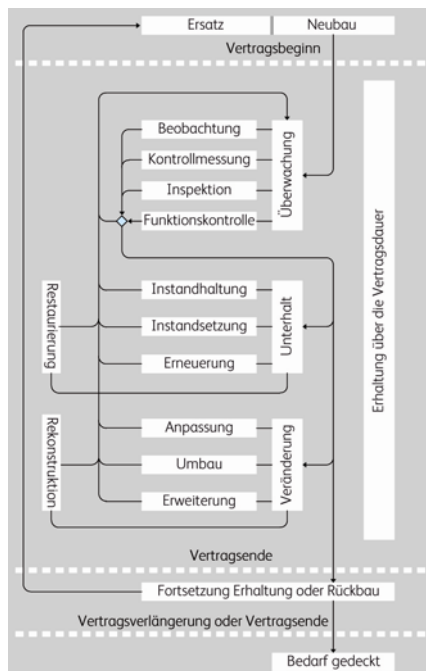 Ersatz
Neubau
Vertragsbeginn
Beobachtung
Kontrollmessung
Inspektion
Funktionskontrolle
Überwachung
Instandhaltung
Instandsetzung
Erneuerung
Unterhalt
Restaurierung
Anpassung
Umbau
Erweiterung
Veränderung
Rekonstruktion
Erhaltung über die Vertragsdauer
Vertragsende
Fortsetzung Erhaltung oder Rückbau
Vertragsverlängerung oder Vertragsende
Bedarf gedeckt